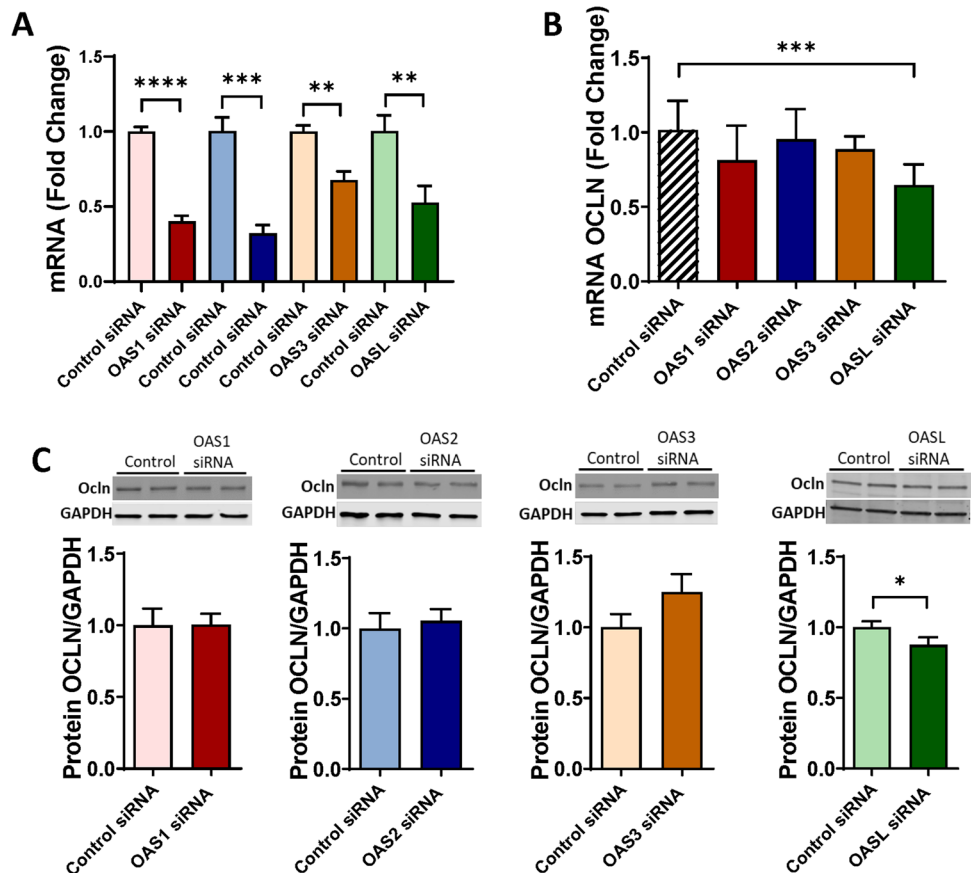 A
mRNA (Fold Change)
1.5
1.0
0.5
0.0
****
***
**
**
Control siRNA
OAS1 siRNA
Control siRNA
Control siRNA
Control siRNA
OAS3 siRNA
Control siRNA
OASL siRNA
B
mRNA OCLN (Fold Change)
1.5
1.0
0.5
0.0
***
Control siRNA
OAS1 siRNA
OAS2 siRNA
OAS3 siRNA
OASL siRNA
C
Control
OAS1
siRNA
Ocln
GAPDH
Protein OCLN/GAPDH
1.5
1.0
0.5
0.0
Control siRNA
OAS1 siRNA
Control
OAS2
siRNA
Ocln
GAPDH
Protein OCLN/GAPDH
1.5
1.0
0.5
0.0
Control siRNA
OAS2 siRNA
Control
OAS3
siRNA
Ocln
GAPDH
Protein OCLN/GAPDH
1.5
1.0
0.5
0.0
Control siRNA
OAS3 siRNA
Control
OASL
siRNA
Ocln
GAPDH
Protein OCLN/GAPDH
1.5
1.0
0.5
0.0
*
Control siRNA
OASL siRNA